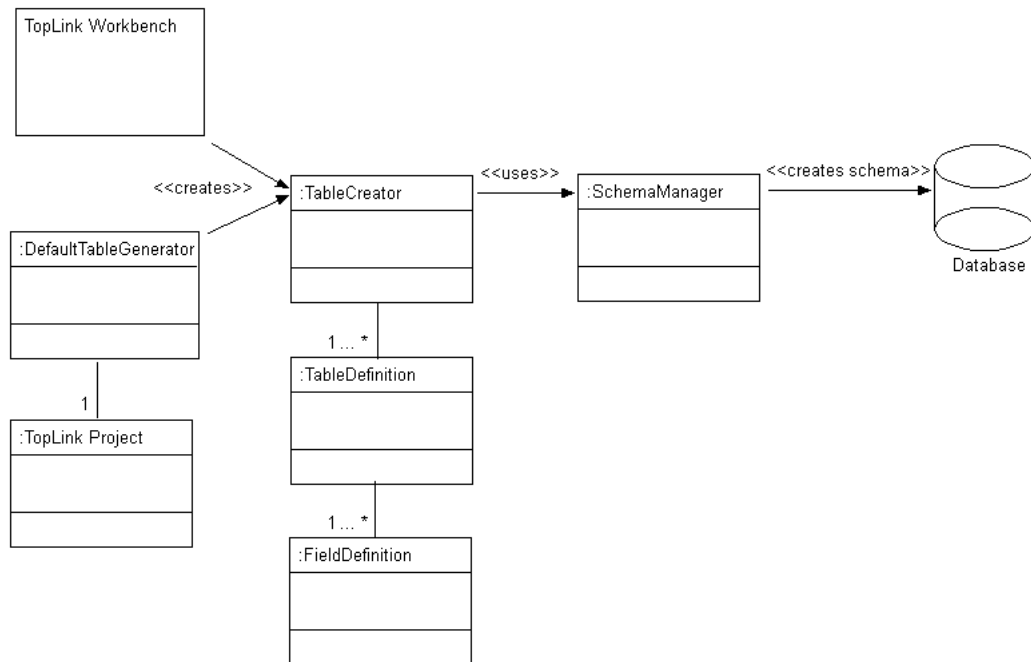 TopLink Workbench
<<creates>>
:TableCreator
<<uses>>
:SchemaManager
<<creates schema>>
Database
:DefaultTableGenerator
1
:TopLink Project
1... *
:TableDefinition
1... *
:FieldDefinition